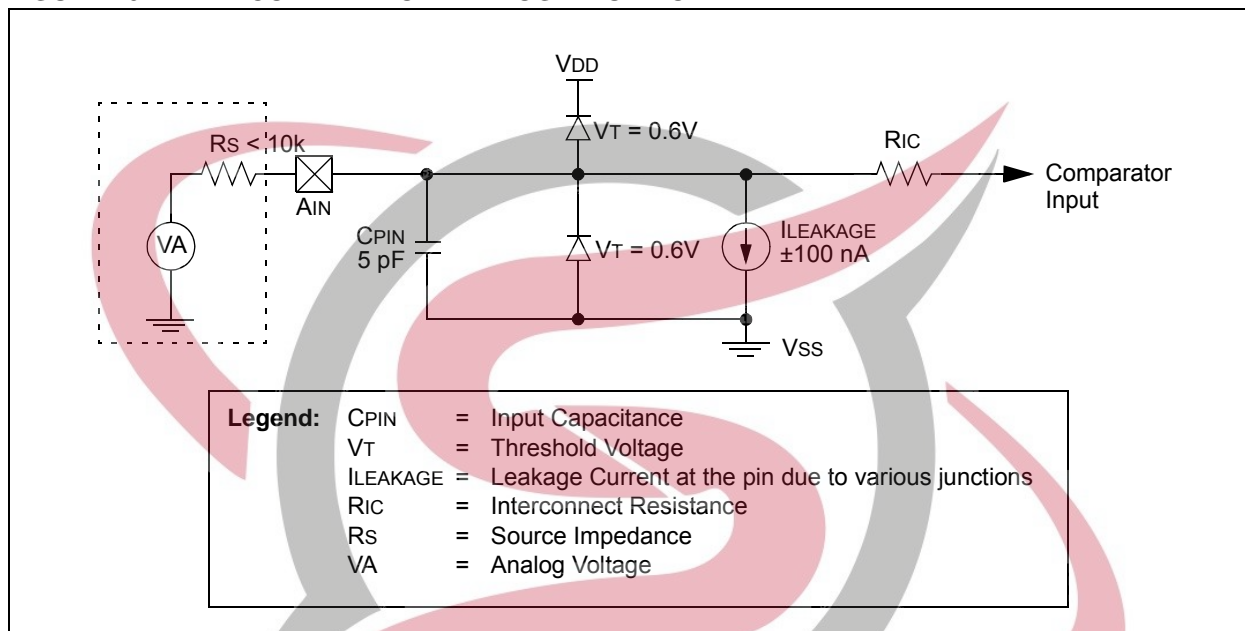 VDD
VT = 0.6V
RS < 10k
RIC
AIN
Comparator
Input
VA
CPIN
5 pF
VT = 0.6V
ILEAKAGE
±100 nA
VSS
Legend: CPIN = Input Capacitance
VT = Threshold Voltage
ILEAKAGE = Leakage Current at the pin due to various junctions
RIC = Interconnect Resistance
RS = Source Impedance
VA = Analog Voltage